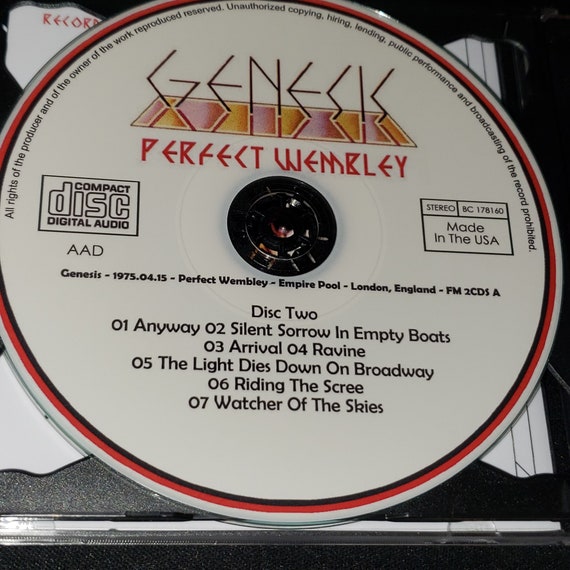 RECORD
All rights of the producer and of the owner of the work reproduced reserved. Unauthorized copying, hiring, lending, public performance and broadcasting of the record prohibited.
GENESIS
PERFECT WEMBLEY
COMPACT
disc
DIGITAL AUDIO
AAD
STEREO BC 178160
Made
In The USA
Genesis - 1975.04.15 - Perfect Wembley - Empire Pool - London, England - FM 2CDS A
Disc Two
01 Anyway 02 Silent Sorrow In Empty Boats
03 Arrival 04 Ravine
05 The Light Dies Down On Broadway
06 Riding The Scree
07 Watcher Of The Skies